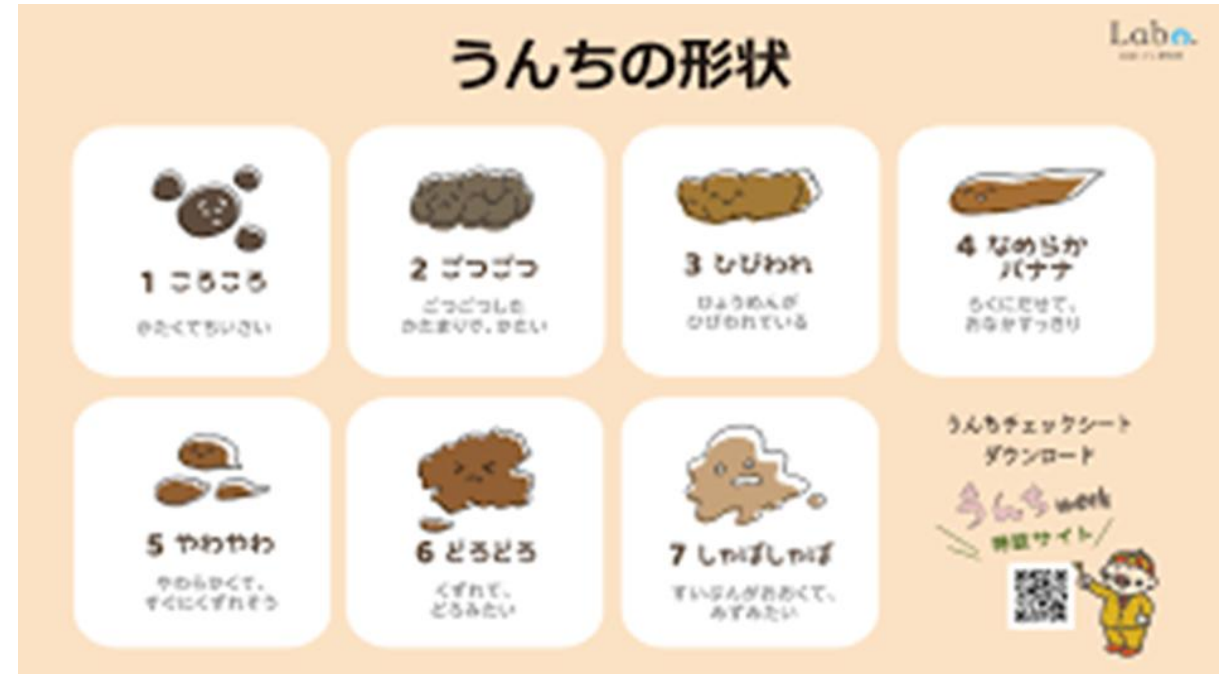 うんちの形状
Labo.
1 ころころ
かたくてちいさい
2 ごつごつ
ごつごつした
かたまりで、かたい
3 ひびわれ
ひょうめんが
ひびわれている
4 なめらか
バナナ
らくにだせて、
おなかすっきり
5 やわやわ
やわらかくて、
すぐにくずれそう
6 どろどろ
くずれて、
どろみたい
7 しゃばしゃば
すいぶんがおおくて、
みずみたい
うんちチェックシート
ダウンロード
うんちweek
特設サイト